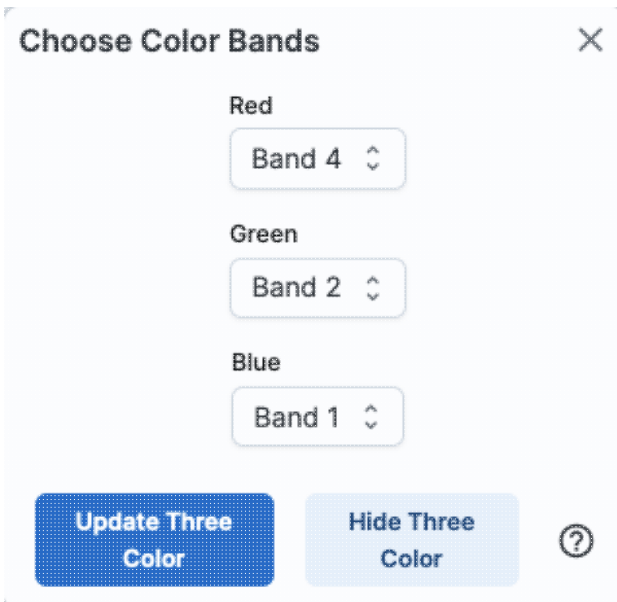 Choose Color Bands
Red
Band 4
Green
Band 2
Blue
Band 1
Update Three
Color
Hide Three
Color